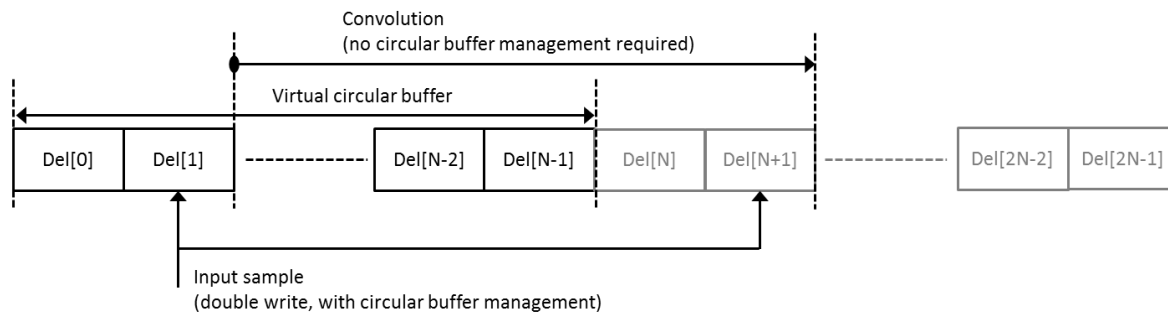 Convolution
(no circular buffer management required)
Virtual circular buffer
Del[0] Del[1] Del[N-2] Del[N-1] Del[N] Del[N+1] Del[2N-2] Del[2N-1]
Input sample
(double write, with circular buffer management)